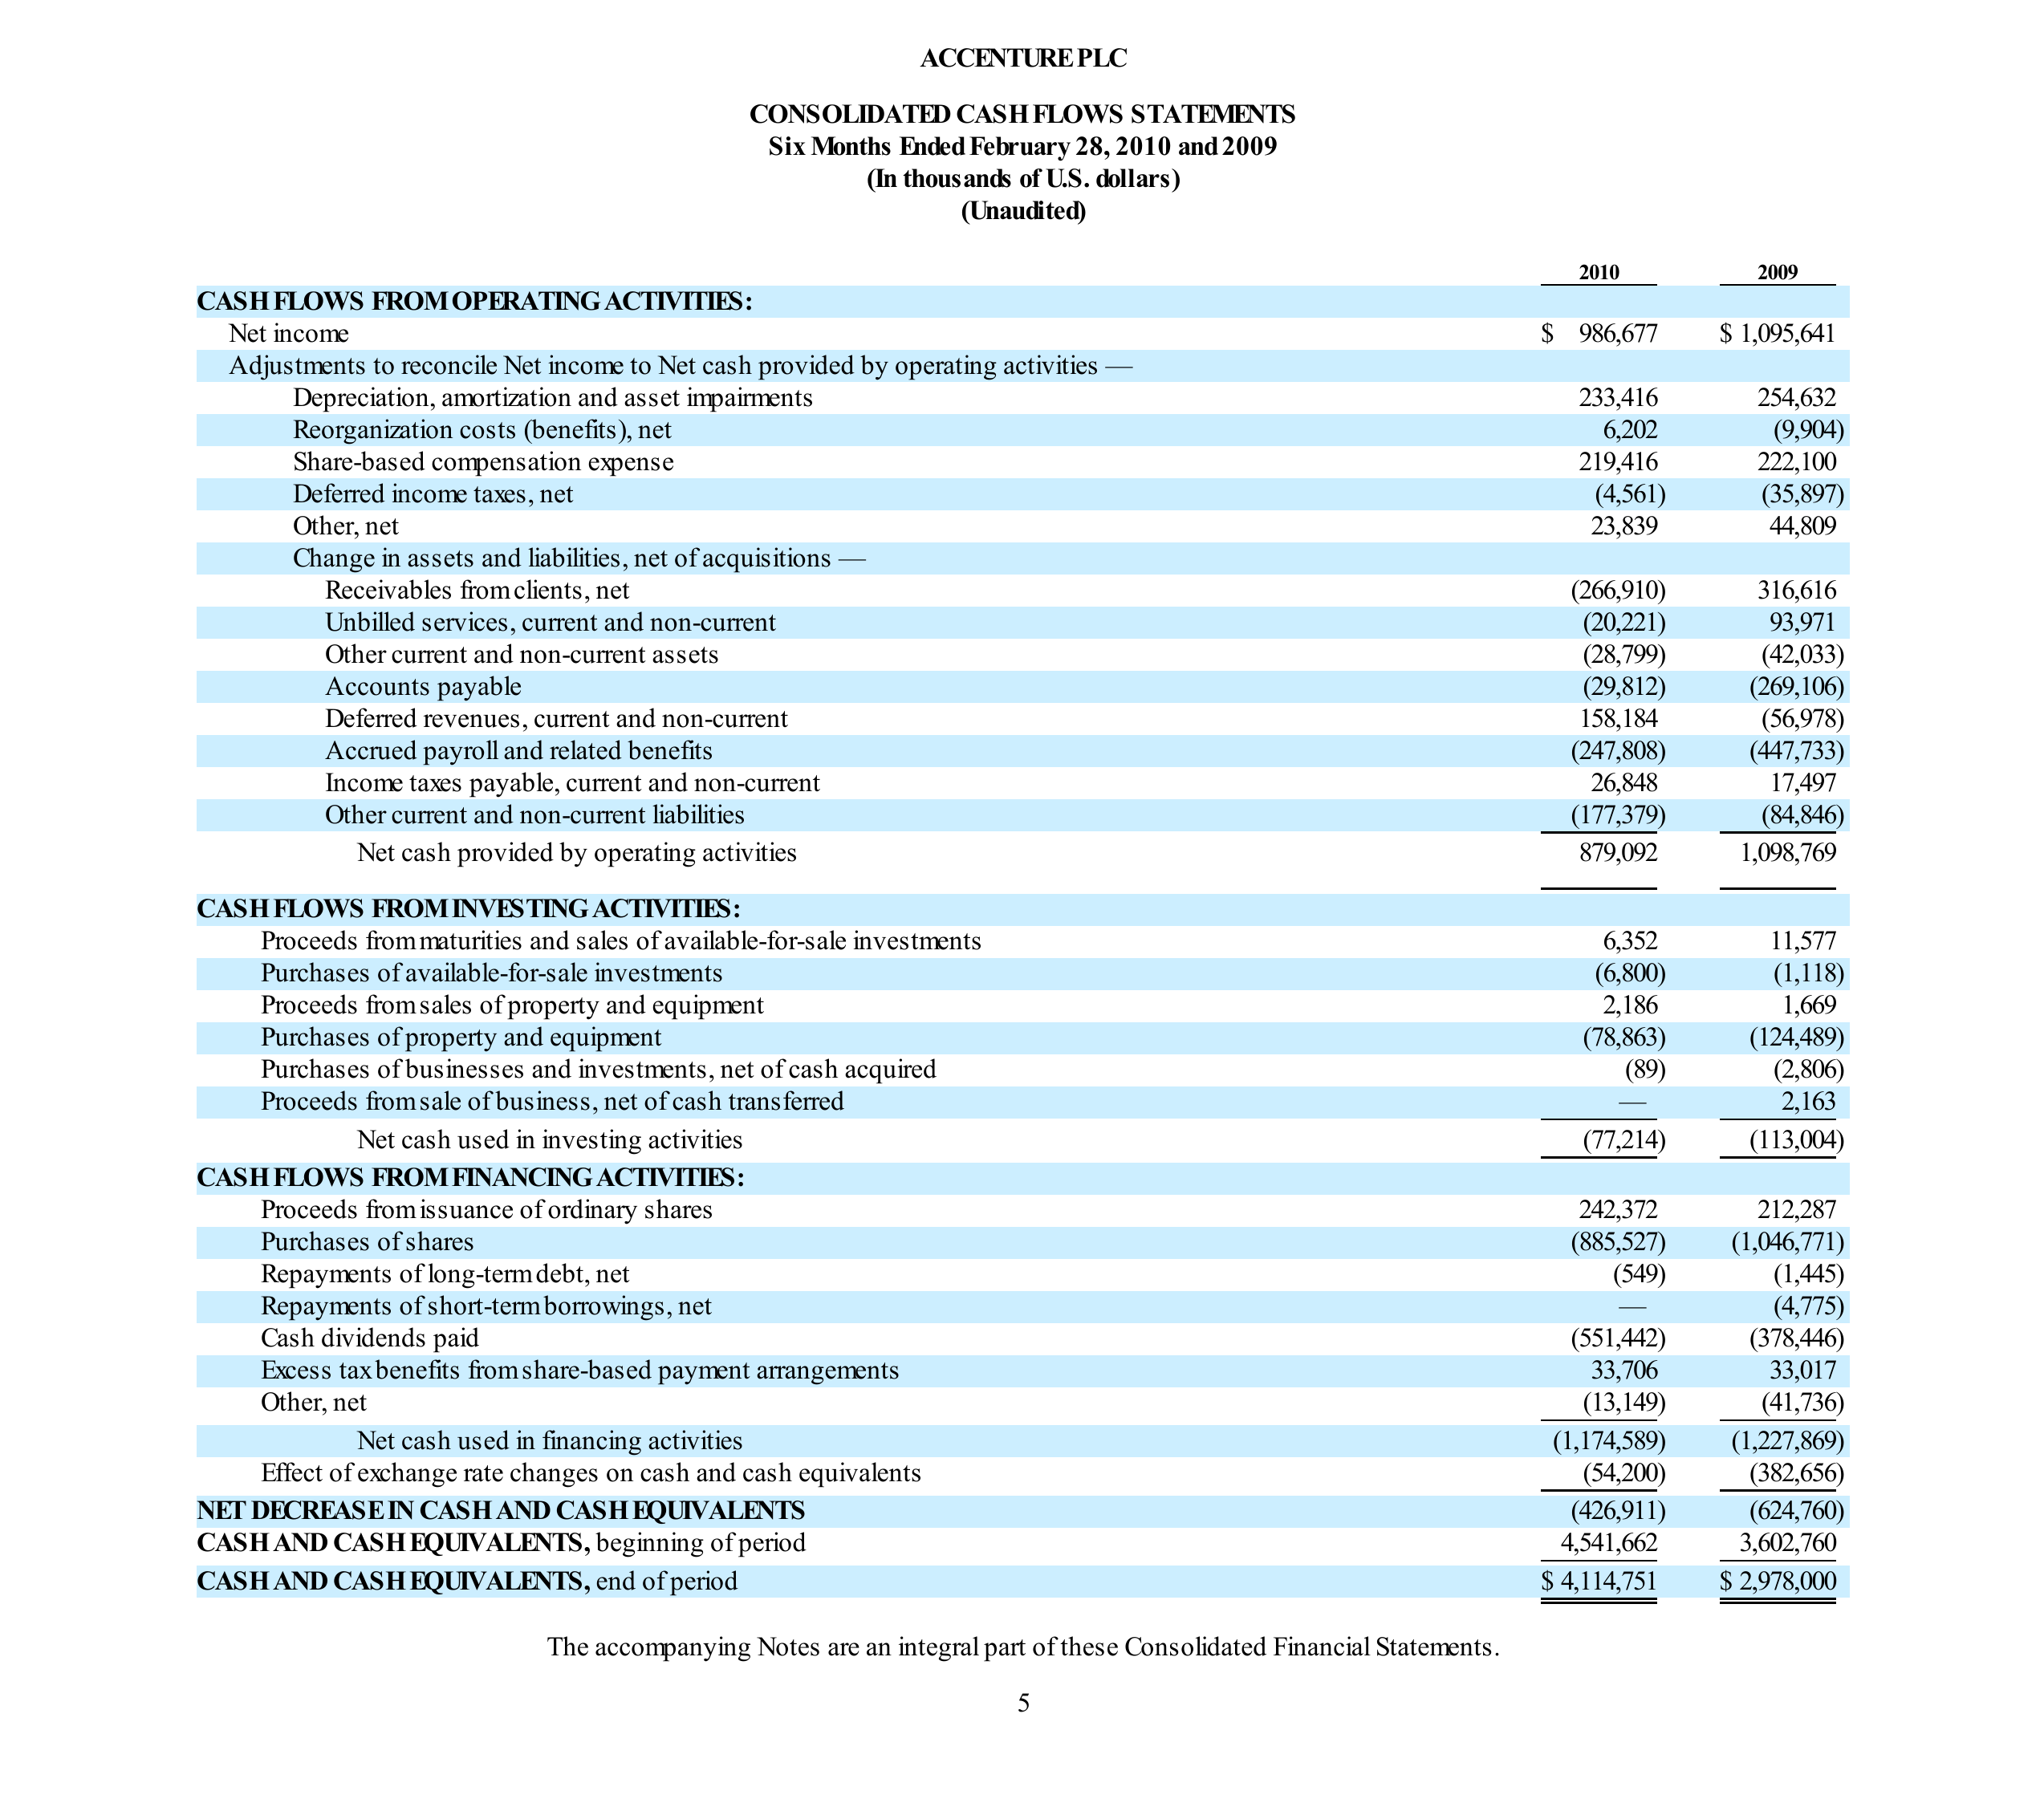 ACCENTURE PLC
CONSOLIDATED CASH FLOWS STATEMENTS
Six Months Ended February 28, 2010 and 2009
(In thousands of U.S. dollars)
(Unaudited)
2010 2009
CASH FLOWS FROM OPERATING ACTIVITIES:
Net income $ 986,677 $ 1,095,641
Adjustments to reconcile Net income to Net cash provided by operating activities —
Depreciation, amortization and asset impairments 233,416 254,632
Reorganization costs (benefits), net 6,202 (9,904)
Share-based compensation expense 219,416 222,100
Deferred income taxes, net (4,561) (35,897)
Other, net 23,839 44,809
Change in assets and liabilities, net of acquisitions —
Receivables from clients, net (266,910) 316,616
Unbilled services, current and non-current (20,221) 93,971
Other current and non-current assets (28,799) (42,033)
Accounts payable (29,812) (269,106)
Deferred revenues, current and non-current 158,184 (56,978)
Accrued payroll and related benefits (247,808) (447,733)
Income taxes payable, current and non-current 26,848 17,497
Other current and non-current liabilities (177,379) (84,846)
Net cash provided by operating activities 879,092 1,098,769
CASH FLOWS FROM INVESTING ACTIVITIES:
Proceeds from maturities and sales of available-for-sale investments 6,352 11,577
Purchases of available-for-sale investments (6,800) (1,118)
Proceeds from sales of property and equipment 2,186 1,669
Purchases of property and equipment (78,863) (124,489)
Purchases of businesses and investments, net of cash acquired (89) (2,806)
Proceeds from sale of business, net of cash transferred — 2,163
Net cash used in investing activities (77,214) (113,004)
CASH FLOWS FROM FINANCING ACTIVITIES:
Proceeds from issuance of ordinary shares 242,372 212,287
Purchases of shares (885,527) (1,046,771)
Repayments of long-term debt, net (549) (1,445)
Repayments of short-term borrowings, net — (4,775)
Cash dividends paid (551,442) (378,446)
Excess tax benefits from share-based payment arrangements 33,706 33,017
Other, net (13,149) (41,736)
Net cash used in financing activities (1,174,589) (1,227,869)
Effect of exchange rate changes on cash and cash equivalents (54,200) (382,656)
NET DECREASE IN CASH AND CASH EQUIVALENTS (426,911) (624,760)
CASH AND CASH EQUIVALENTS, beginning of period 4,541,662 3,602,760
CASH AND CASH EQUIVALENTS, end of period $ 4,114,751 $ 2,978,000
The accompanying Notes are an integral part of these Consolidated Financial Statements.
5